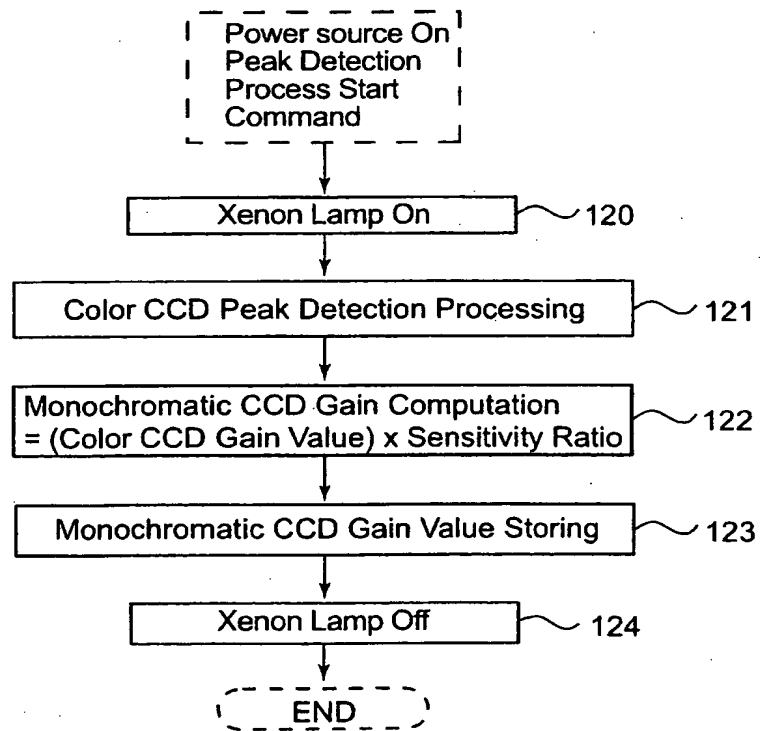 Power source On
Peak Detection
Process Start
Command
Xenon Lamp On
120
Color CCD Peak Detection Processing
121
Monochromatic CCD Gain Computation
= (Color CCD Gain Value) x Sensitivity Ratio
122
Monochromatic CCD Gain Value Storing
123
Xenon Lamp Off
124
END